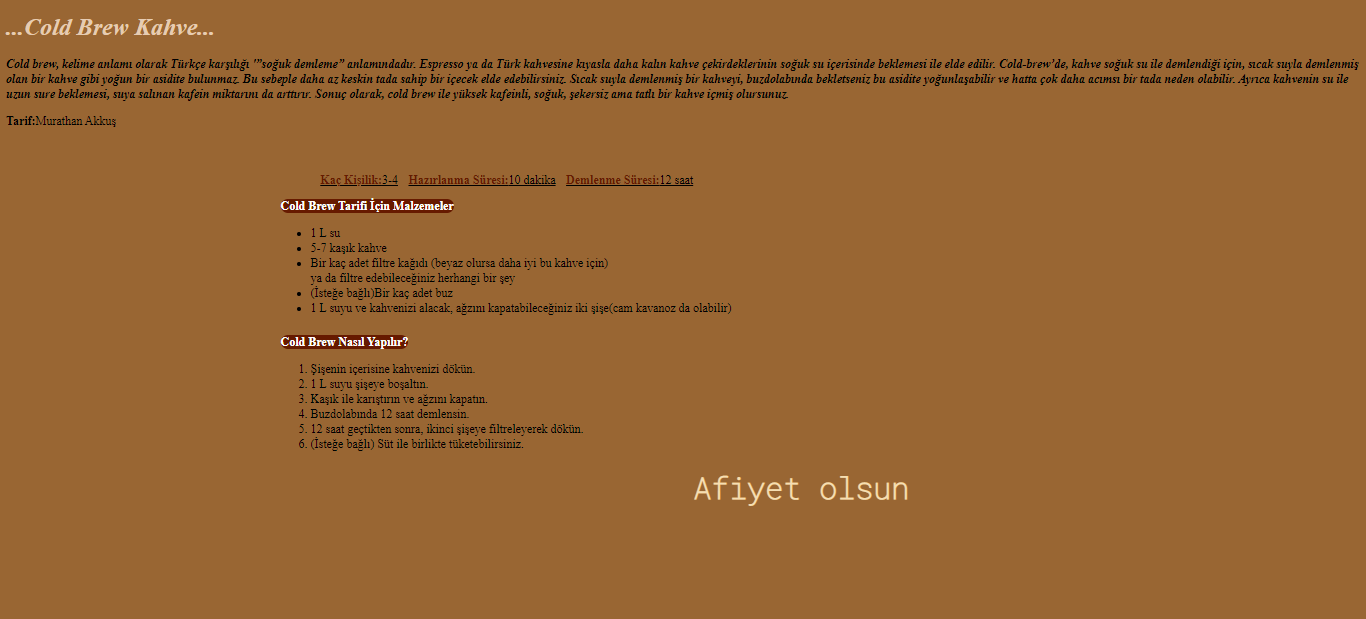 ...Cold Brew Kahve...
Cold brew, kelime anlamı olarak Türkçe karşılığı '”soğuk demleme” anlamındadır. Espresso ya da Türk kahvesine kıyasla daha kalın kahve çekirdeklerinin soğuk su içerisinde beklemesi ile elde edilir. Cold-brew’de, kahve soğuk su ile demlendiği için, sıcak suyla demlenmiş
olan bir kahve gibi yoğun bir asidite bulunmaz. Bu sebeple daha az keskin tada sahip bir içecek elde edebilirsiniz. Sıcak suyla demlenmiş bir kahveyi, buzdolabında bekletseniz bu asidite yoğunlaşabilir ve hatta çok daha acımsı bir tada neden olabilir. Ayrıca kahvenin su ile
uzun sure beklemesi, suya salınan kafein miktarını da arttırır. Sonuç olarak, cold brew ile yüksek kafeinli, soğuk, şekersiz ama tatlı bir kahve içmiş olursunuz.
Tarif:Murathan Akkuş
Kaç Kişilik:3-4 Hazırlanma Süresi:10 dakika Demlenme Süresi:12 saat
Cold Brew Tarifi İçin Malzemeler
• 1 L su
• 5-7 kaşık kahve
• Bir kaç adet filtre kağıdı (beyaz olursa daha iyi bu kahve için)
ya da filtre edebileceğiniz herhangi bir şey
• (İsteğe bağlı)Bir kaç adet buz
• 1 L suyu ve kahvenizi alacak, ağzını kapatabileceğiniz iki şişe(cam kavanoz da olabilir)
Cold Brew Nasıl Yapılır?
1. Şişenin içerisine kahvenizi dökün.
2. 1 L suyu şişeye boşaltın.
3. Kaşık ile karıştırın ve ağzını kapatın.
4. Buzdolabında 12 saat demlensin.
5. 12 saat geçtikten sonra, ikinci şişeye filtreleyerek dökün.
6. (İsteğe bağlı) Süt ile birlikte tüketebilirsiniz.
Afiyet olsun